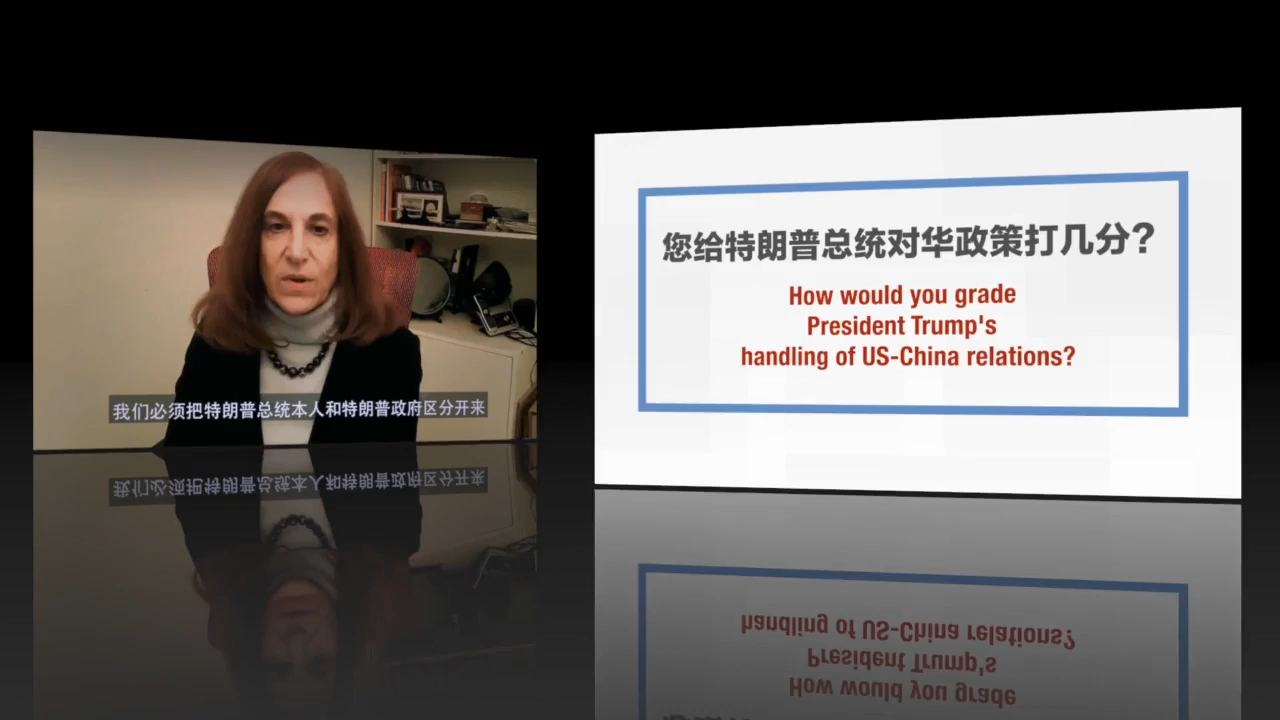 我们必须把特朗普总统本人和特朗普政府区分开来
您给特朗普总统对华政策打几分?
How would you grade
President Trump's
handling of US-China relations?